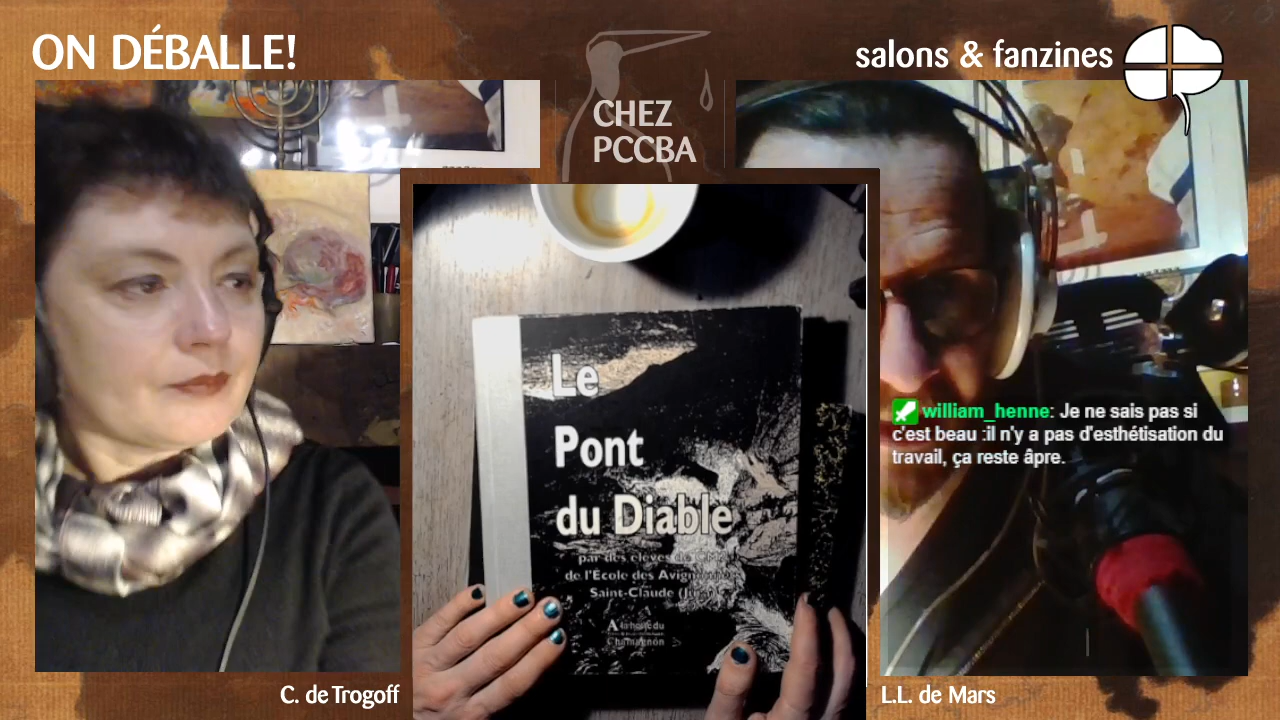 ON DÉBALLE!
salons & fanzines
CHEZ
PCCBA
Le
Pont
du Diable
par des élèves de
de l'École des
Saint-Claude
william_henne: Je ne sais pas si
c'est beau :il n'y a pas d'esthétisation du
travail, ça reste âpre.
C. de Trogoff
L.L. de Mars